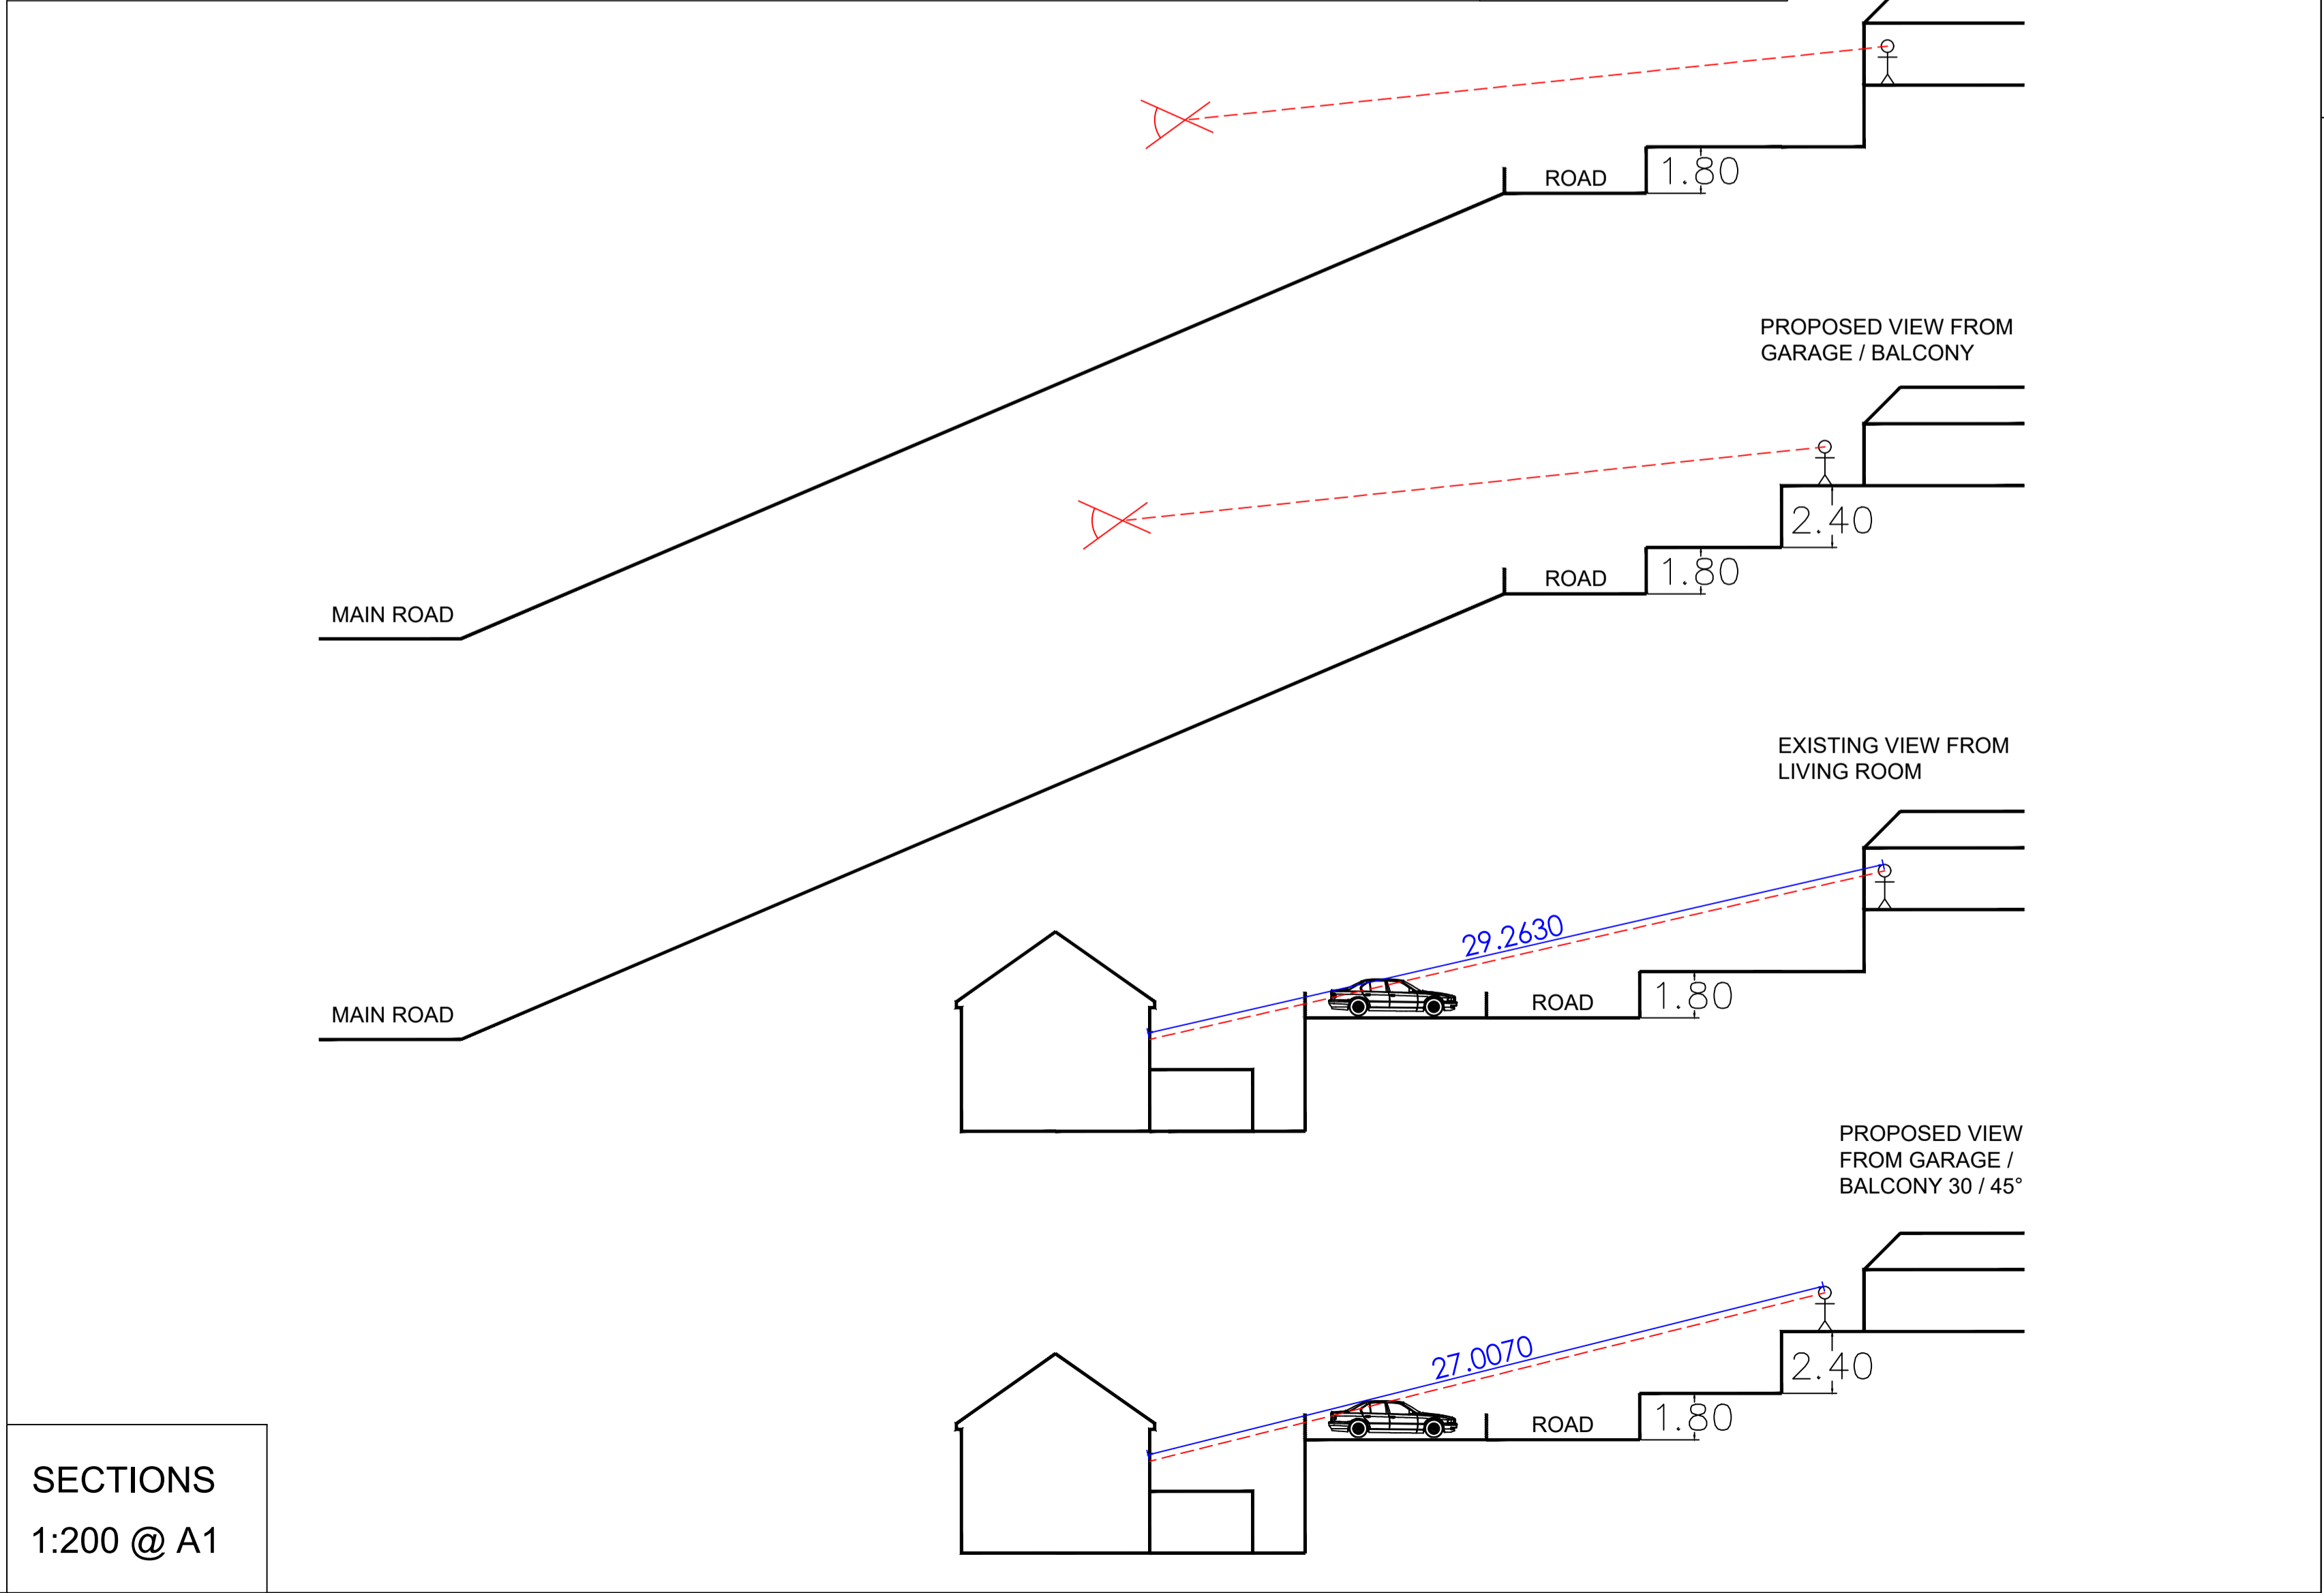 ROAD
1.80
MAIN ROAD
PROPOSED VIEW FROM
GARAGE / BALCONY
2.40
ROAD
1.80
MAIN ROAD
EXISTING VIEW FROM
LIVING ROOM
29.2630
ROAD
1.80
PROPOSED VIEW
FROM GARAGE /
BALCONY 30 / 45°
27.0070
2.40
ROAD
1.80
SECTIONS
1:200 @ A1